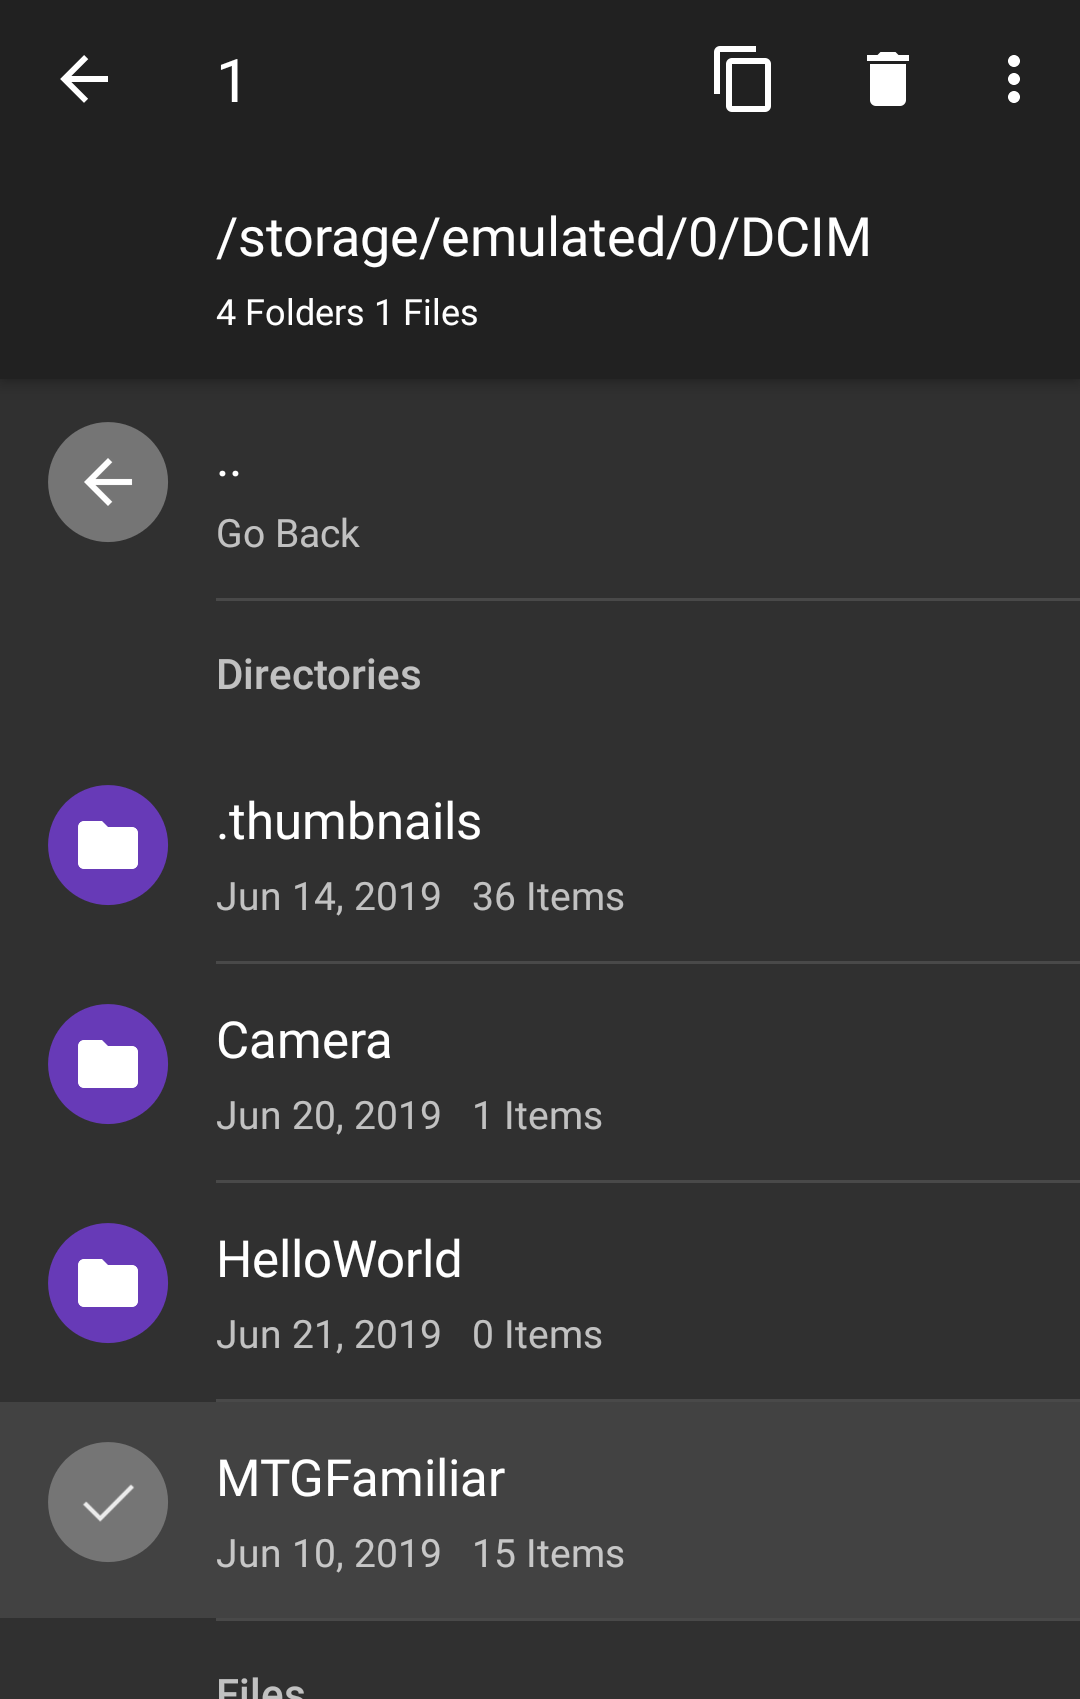 1
/storage/emulated/0/DCIM
4 Folders 1 Files
..
Go Back
Directories
.thumbnails
Jun 14, 2019 36 Items
Camera
Jun 20, 2019 1 Items
HelloWorld
Jun 21, 2019 0 Items
MTGFamiliar
Jun 10, 2019 15 Items
Files